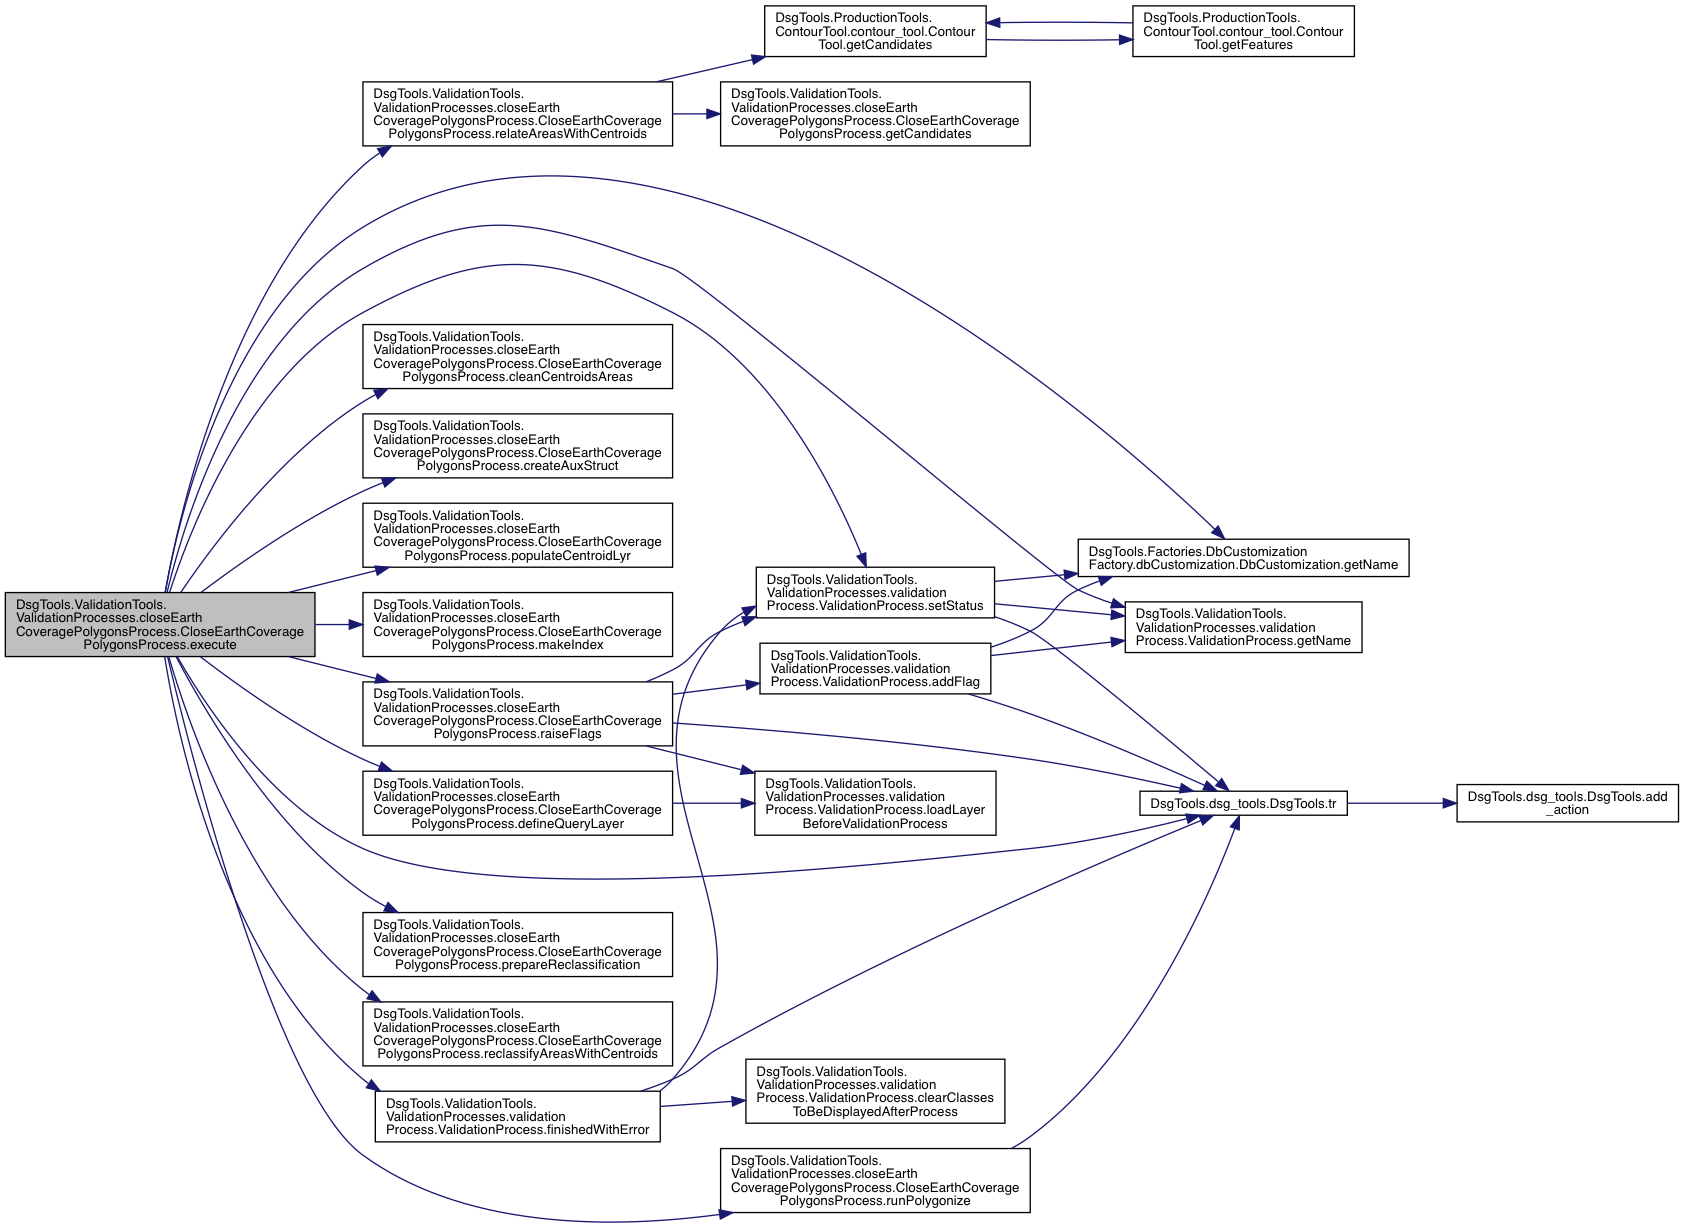 DsgTools.ProductionTools.
ContourTool.contour_tool.Contour
Tool.getCandidates
DsgTools.ProductionTools.
ContourTool.contour_tool.Contour
Tool.getFeatures
DsgTools.ValidationTools.
ValidationProcesses.closeEarth
CoveragePolygonsProcess.CloseEarthCoverage
PolygonsProcess.relateAreasWithCentroids
DsgTools.ValidationTools.
ValidationProcesses.closeEarth
CoveragePolygonsProcess.CloseEarthCoverage
PolygonsProcess.getCandidates
DsgTools.ValidationTools.
ValidationProcesses.closeEarth
CoveragePolygonsProcess.CloseEarthCoverage
PolygonsProcess.cleanCentroidsAreas
DsgTools.ValidationTools.
ValidationProcesses.closeEarth
CoveragePolygonsProcess.CloseEarthCoverage
PolygonsProcess.createAuxStruct
DsgTools.ValidationTools.
ValidationProcesses.closeEarth
CoveragePolygonsProcess.CloseEarthCoverage
PolygonsProcess.populateCentroidLyr
DsgTools.Factories.DbCustomization
Factory.dbCustomization.DbCustomization.getName
DsgTools.ValidationTools.
ValidationProcesses.validation
Process.ValidationProcess.setStatus
DsgTools.ValidationTools.
ValidationProcesses.closeEarth
CoveragePolygonsProcess.CloseEarthCoverage
PolygonsProcess.execute
DsgTools.ValidationTools.
ValidationProcesses.closeEarth
CoveragePolygonsProcess.CloseEarthCoverage
PolygonsProcess.makeIndex
DsgTools.ValidationTools.
ValidationProcesses.validation
Process.ValidationProcess.getName
DsgTools.ValidationTools.
ValidationProcesses.validation
Process.ValidationProcess.addFlag
DsgTools.ValidationTools.
ValidationProcesses.closeEarth
CoveragePolygonsProcess.CloseEarthCoverage
PolygonsProcess.raiseFlags
DsgTools.ValidationTools.
ValidationProcesses.closeEarth
CoveragePolygonsProcess.CloseEarthCoverage
PolygonsProcess.defineQueryLayer
DsgTools.ValidationTools.
ValidationProcesses.validation
Process.ValidationProcess.loadLayer
BeforeValidationProcess
DsgTools.dsg_tools.DsgTools.tr
DsgTools.dsg_tools.DsgTools.add
_action
DsgTools.ValidationTools.
ValidationProcesses.closeEarth
CoveragePolygonsProcess.CloseEarthCoverage
PolygonsProcess.prepareReclassification
DsgTools.ValidationTools.
ValidationProcesses.closeEarth
CoveragePolygonsProcess.CloseEarthCoverage
PolygonsProcess.reclassifyAreasWithCentroids
DsgTools.ValidationTools.
ValidationProcesses.validation
Process.ValidationProcess.clearClasses
ToBeDisplayedAfterProcess
DsgTools.ValidationTools.
ValidationProcesses.validation
Process.ValidationProcess.finishedWithError
DsgTools.ValidationTools.
ValidationProcesses.closeEarth
CoveragePolygonsProcess.CloseEarthCoverage
PolygonsProcess.runPolygonize